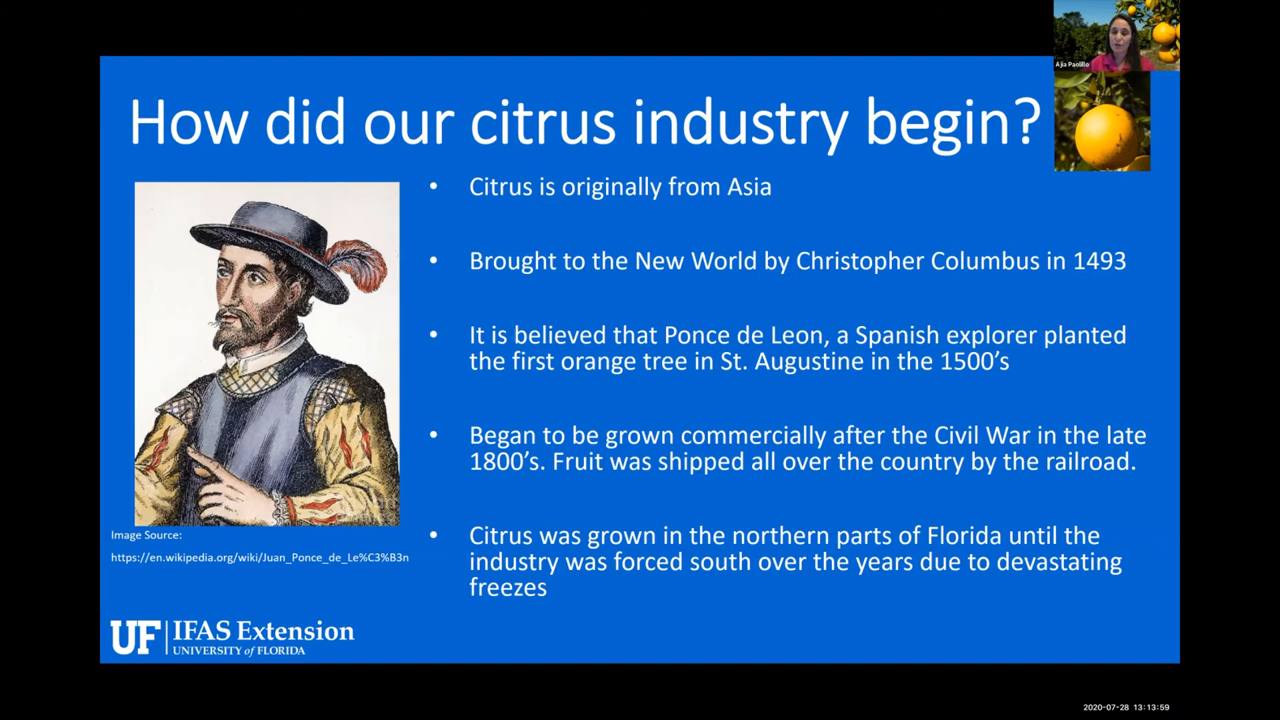 Ajia Paolillo
How did our citrus industry begin?
• Citrus is originally from Asia
• Brought to the New World by Christopher Columbus in 1493
• It is believed that Ponce de Leon, a Spanish explorer planted
the first orange tree in St. Augustine in the 1500’s
• Began to be grown commercially after the Civil War in the late
1800’s. Fruit was shipped all over the country by the railroad.
• Citrus was grown in the northern parts of Florida until the
industry was forced south over the years due to devastating
freezes
Image Source:
https://en.wikipedia.org/wiki/Juan_Ponce_de_Le%C3%B3n
UF IFAS Extension
UNIVERSITY of FLORIDA
2020-07-28 13:13:59